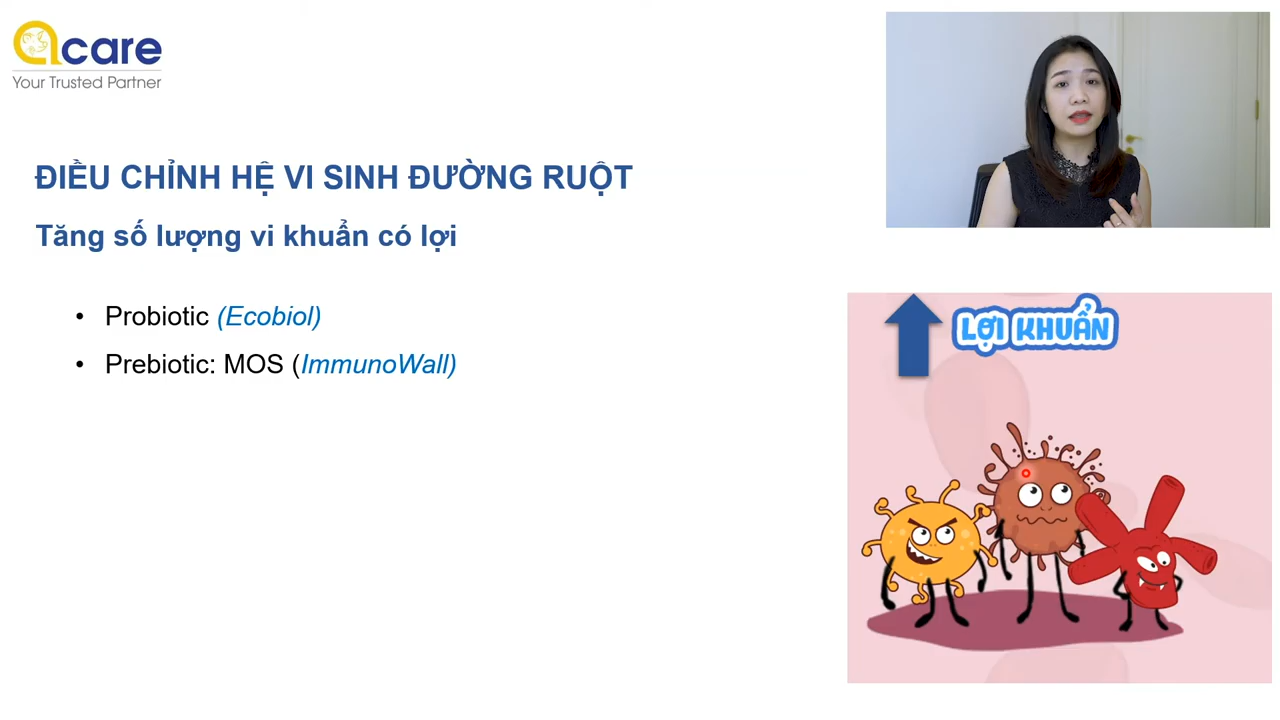 acare
Your Trusted Partner
ĐIỀU CHỈNH HỆ VI SINH ĐƯỜNG RUỘT
Tăng số lượng vi khuẩn có lợi
• Probiotic (Ecobiol)
• Prebiotic: MOS (ImmunoWall)
LỢI KHUẨN